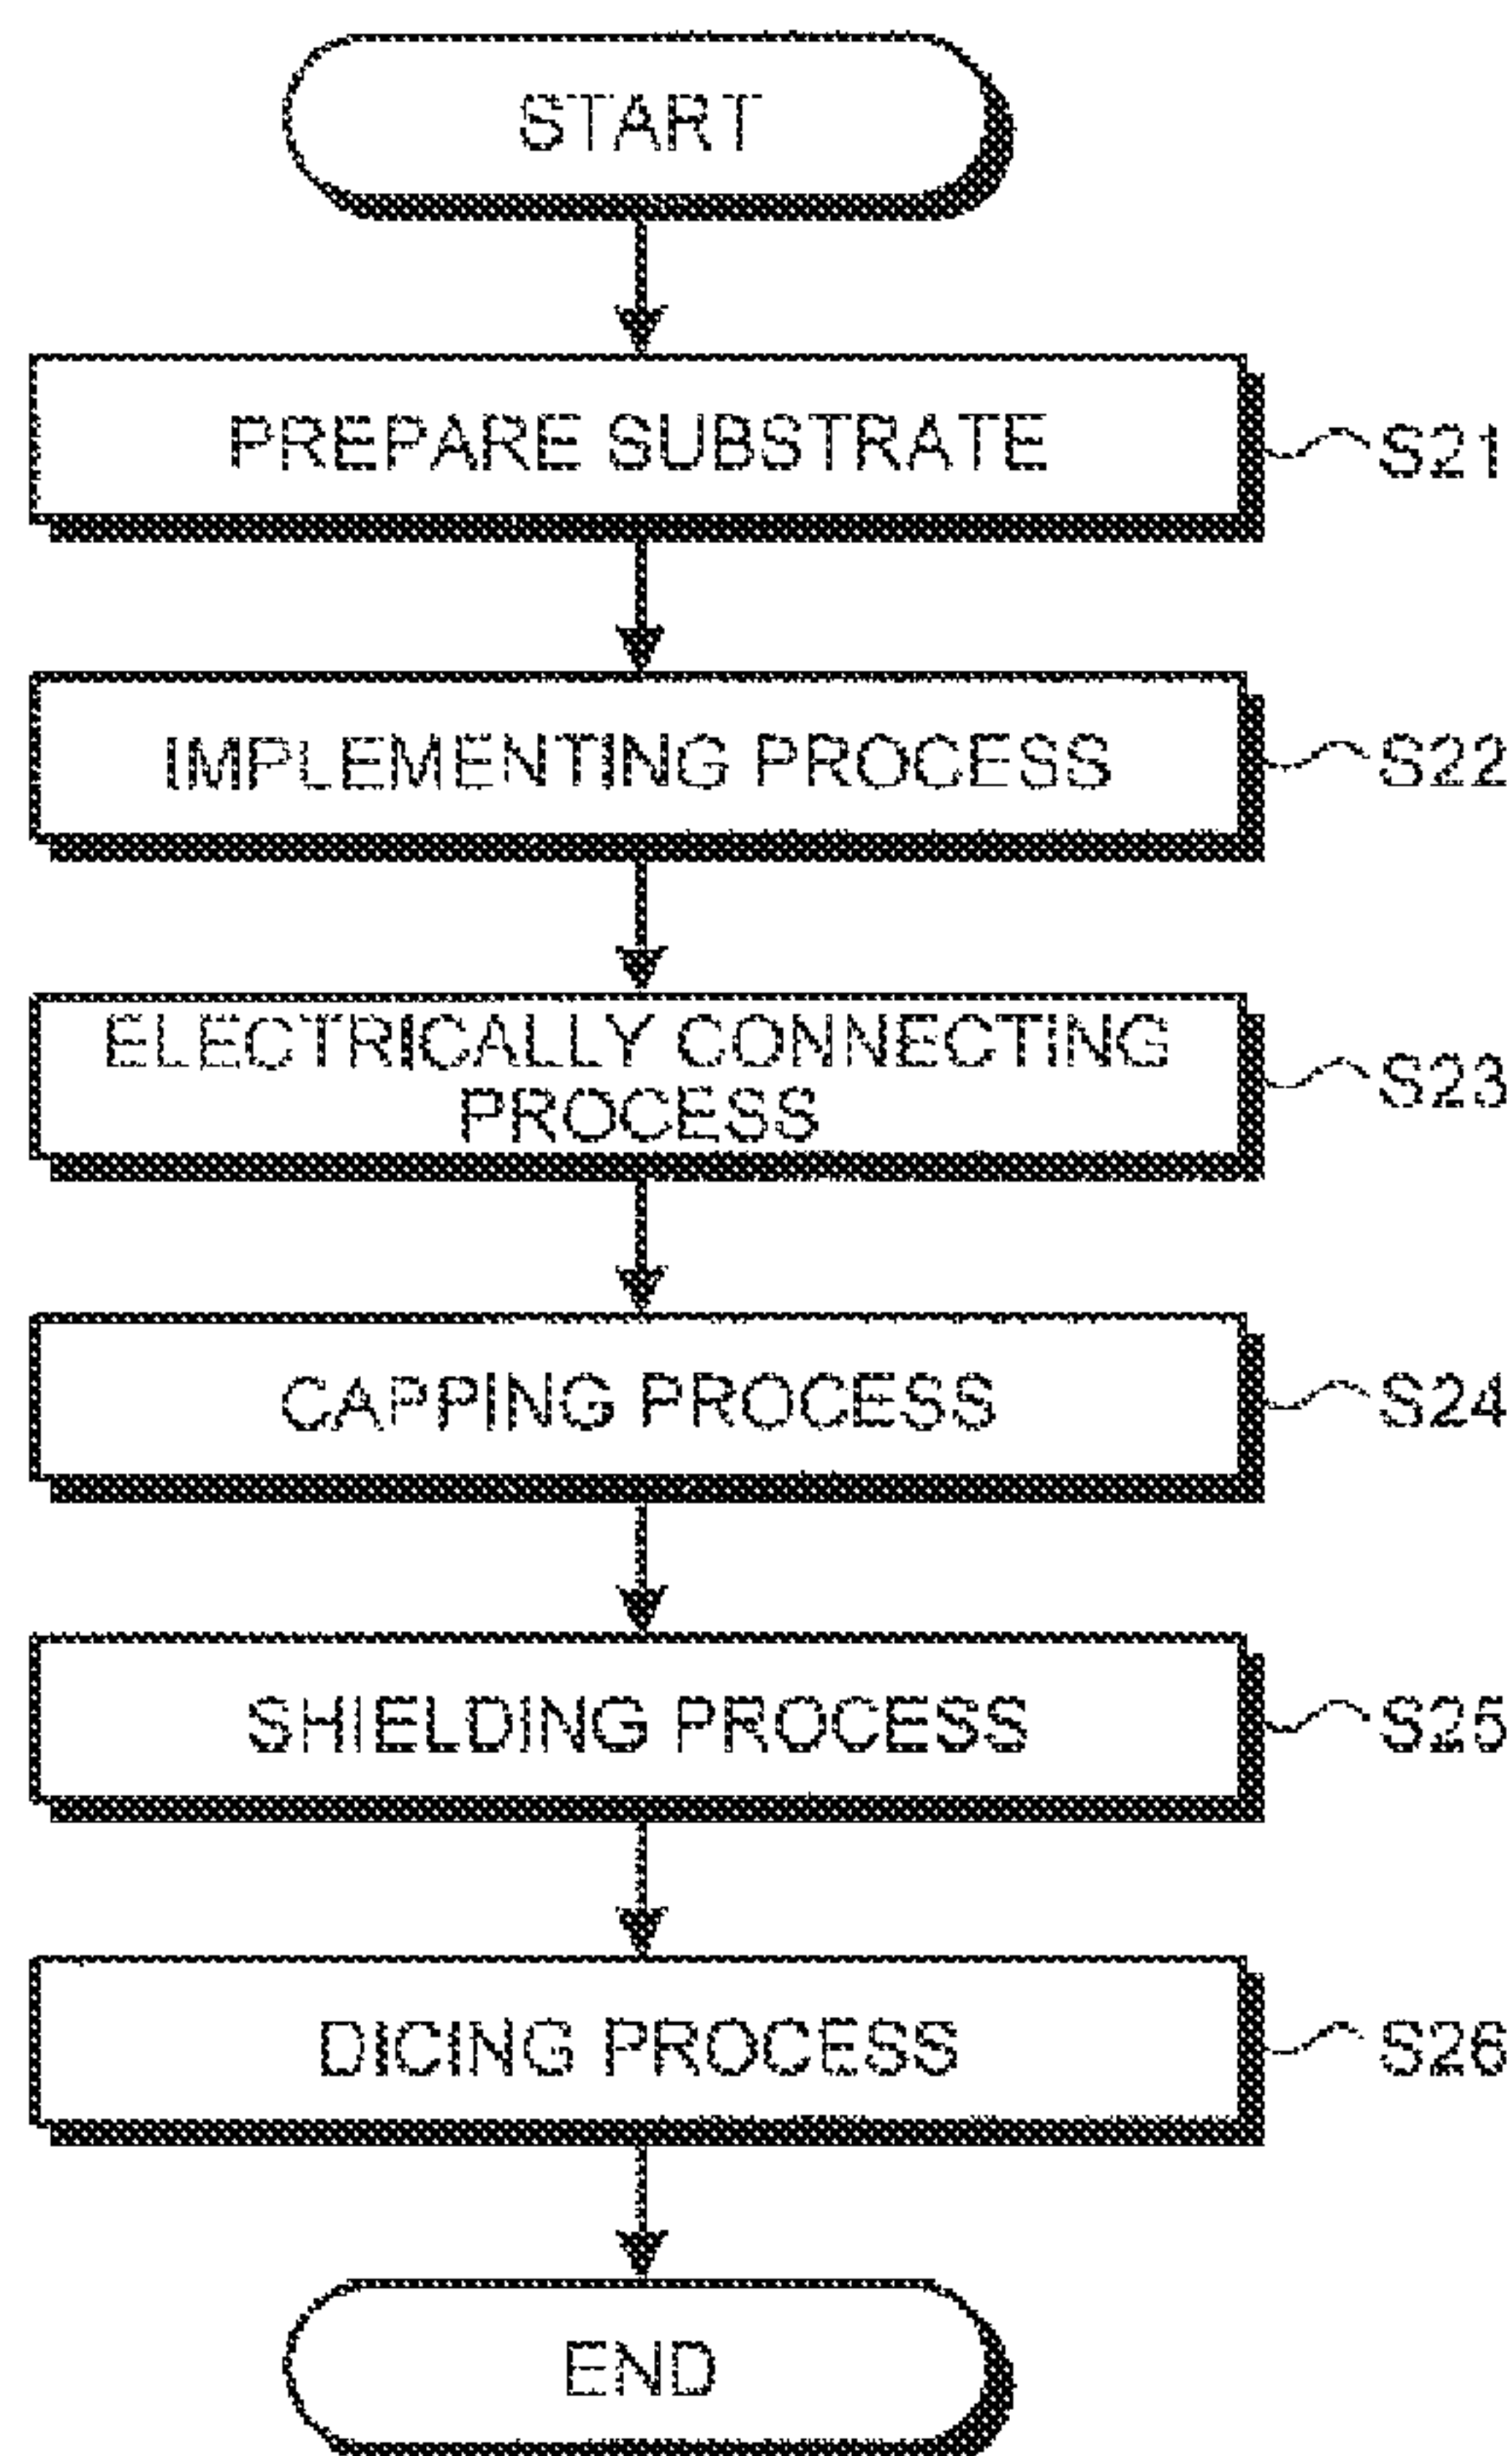 START
PREPARE SUBSTRATE
S21
IMPLEMENTING PROCESS
S22
ELECTRICALLY CONNECTING
PROCESS
S23
CAPPING PROCESS
S24
SHIELDING PROCESS
S25
DICING PROCESS
S26
END